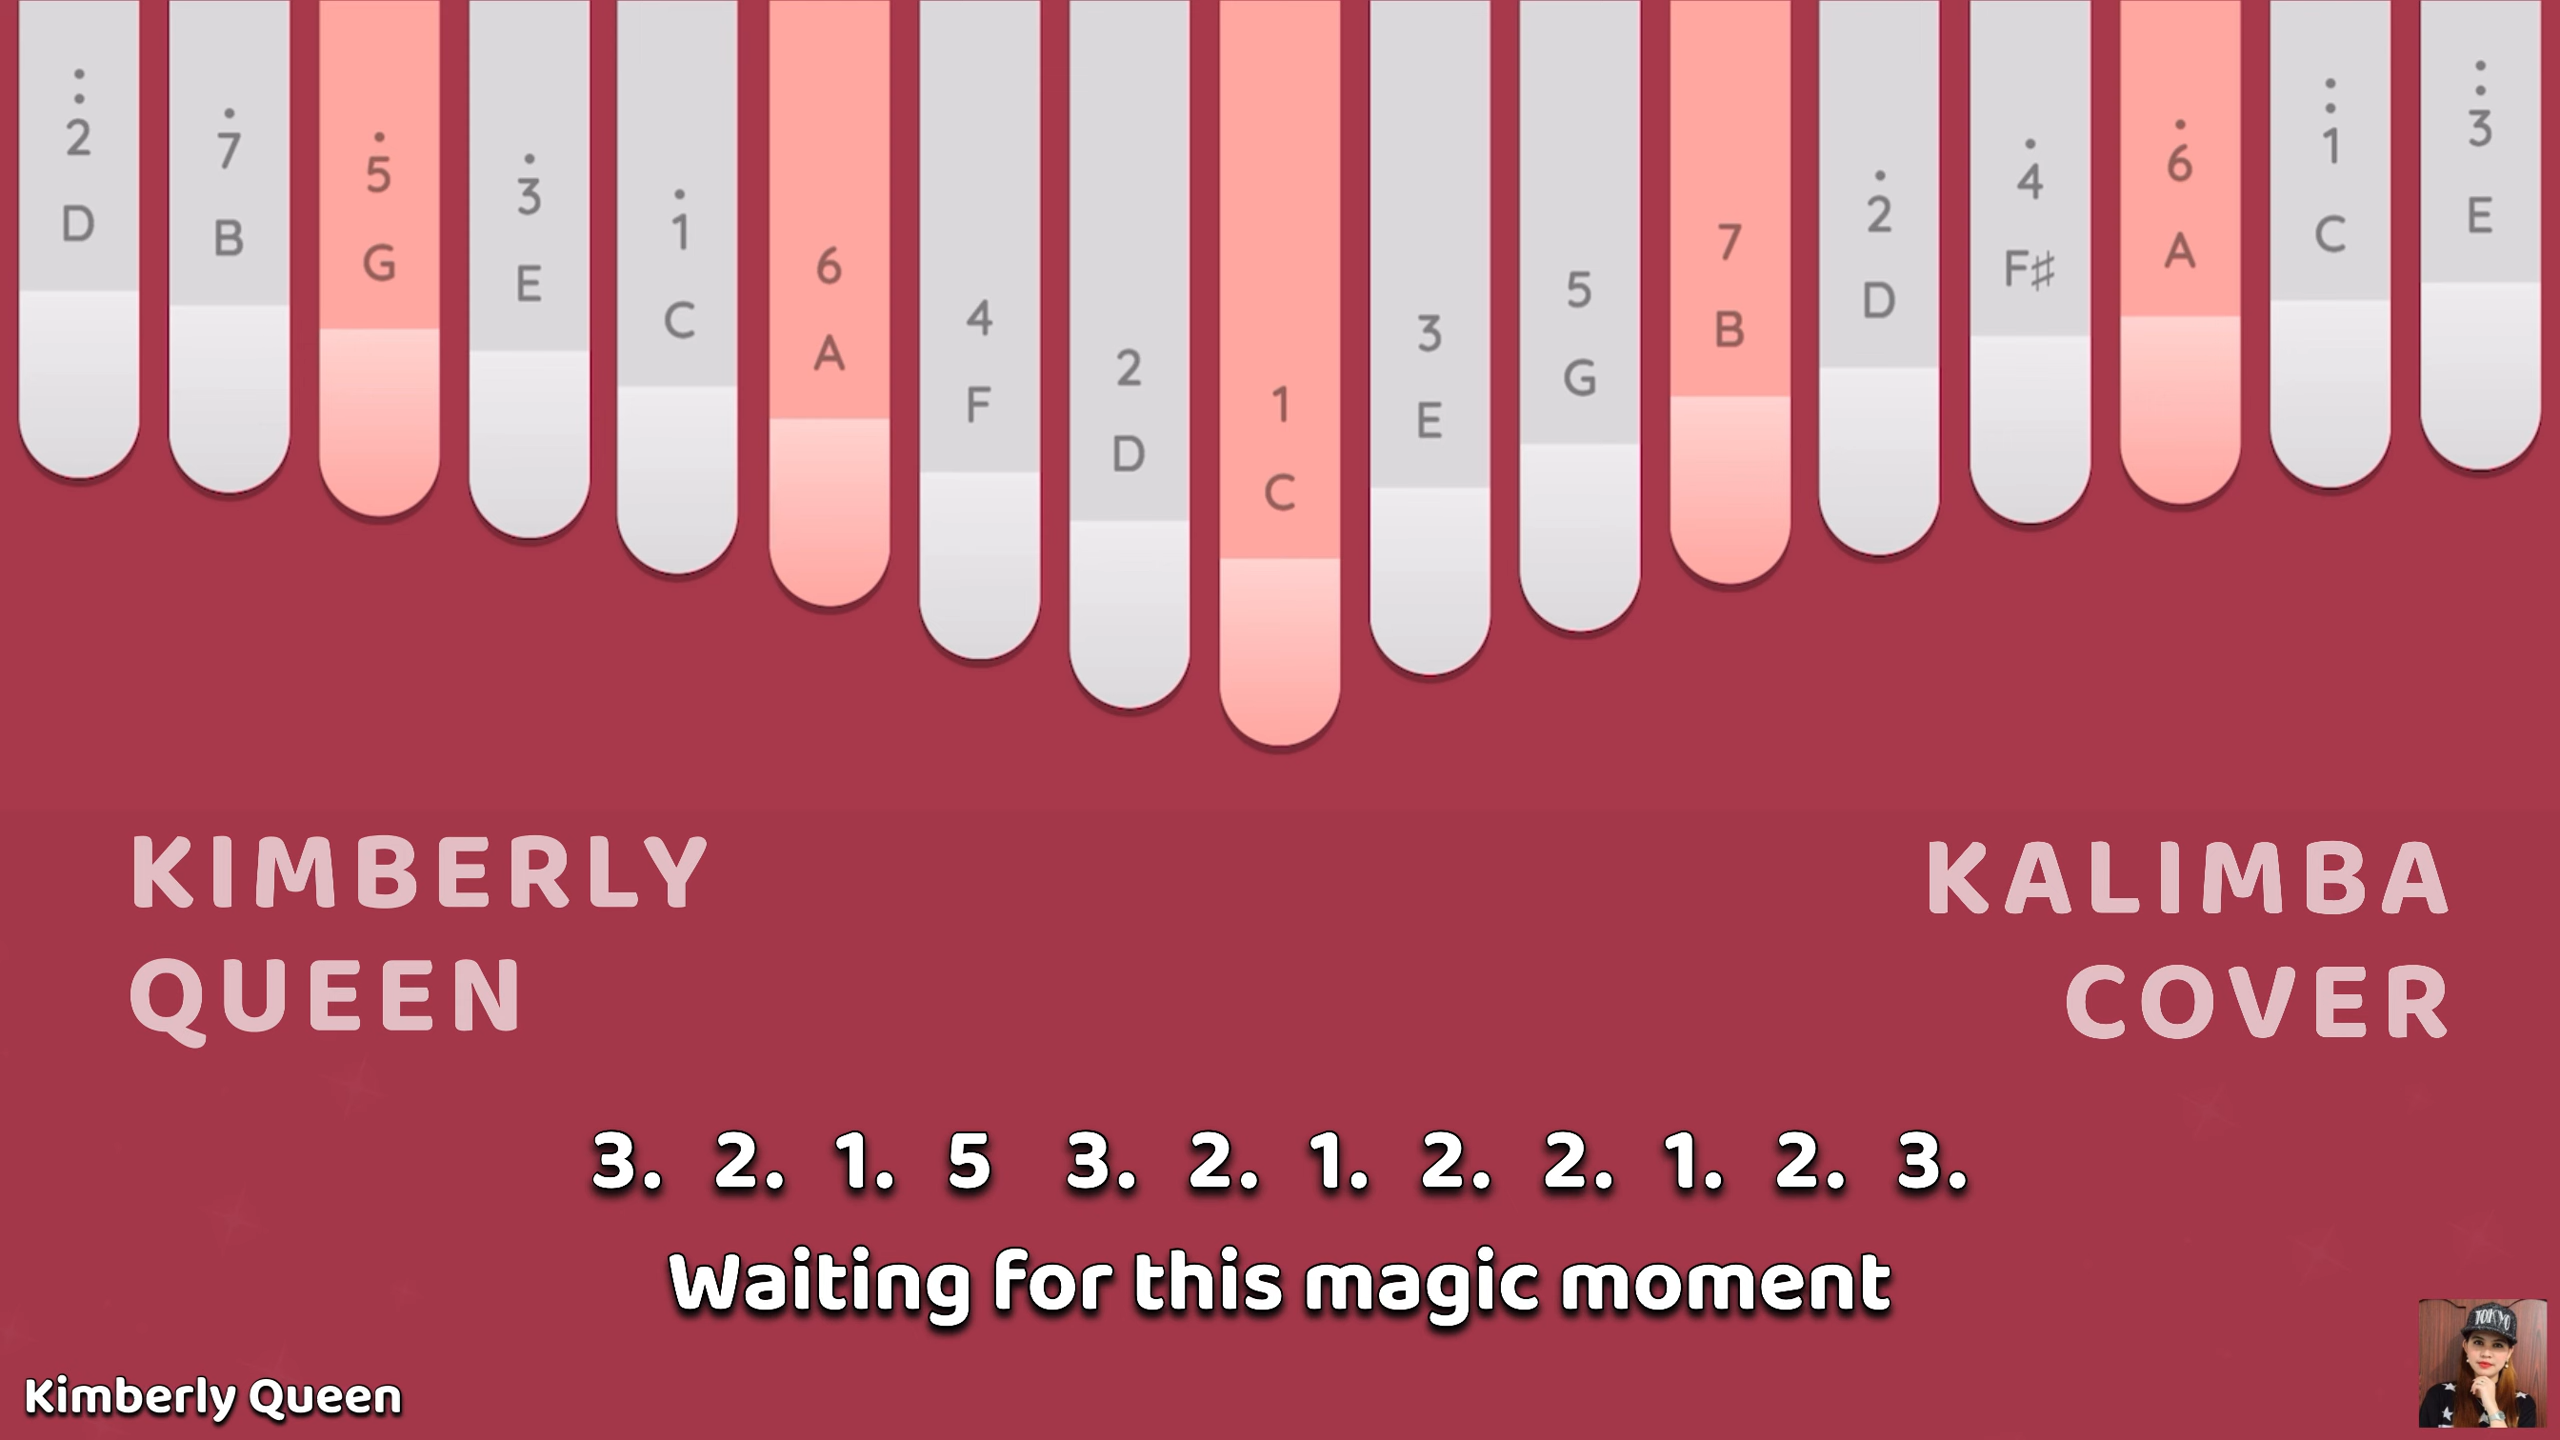 2 7 5 3 1 6 4 2 1 3 5 7 2 4 6 1 3
D B G E C A F D C E G B D F♯ A C E
KIMBERLY QUEEN
KALIMBA COVER
3. 2. 1. 5 3. 2. 1. 2. 2. 1. 2. 3.
Waiting for this magic moment
Kimberly Queen
TOKYO